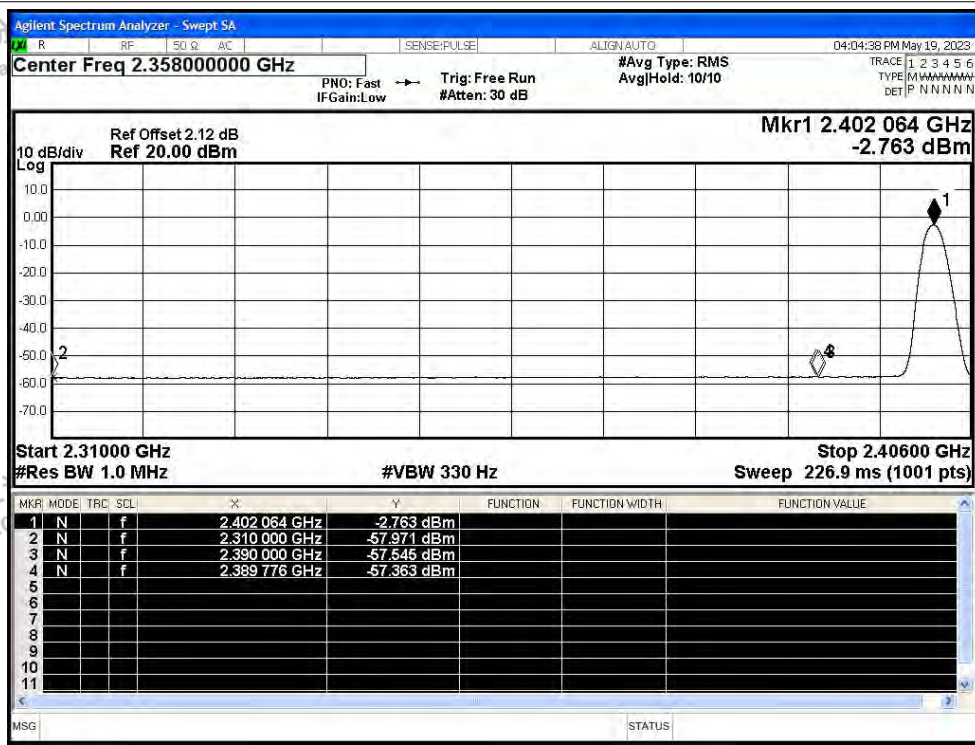 Agilent Spectrum Analyzer - Swept SA
LXI R RF 50 Ω AC SENSE:PULSE ALIGN AUTO 04:04:38 PM May 19, 2023
Center Freq 2.358000000 GHz #Avg Type: RMS TRACE 1 2 3 4 5 6
PNO: Fast Trig: Free Run Avg|Hold: 10/10 TYPE M WWWWW
IFGain:Low #Atten: 30 dB DET P N N N N N
Mkr1 2.402 064 GHz
Ref Offset 2.12 dB
-2.763 dBm
10 dB/div Ref 20.00 dBm
Log
10.0
1
0.00
-10.0
-20.0
-30.0
-40.0
-50.0
2
-60.0
-70.0
Start 2.31000 GHz Stop 2.40600 GHz
#Res BW 1.0 MHz #VBW 330 Hz Sweep 226.9 ms (1001 pts)
MKR MODE TRC SCL X Y FUNCTION FUNCTION WIDTH FUNCTION VALUE
1 N f 2.402 064 GHz -2.763 dBm
2 N f 2.310 000 GHz -57.971 dBm
3 N f 2.390 000 GHz -57.545 dBm
4 N f 2.389 776 GHz -57.363 dBm
5
6
7
8
9
10
11
MSG STATUS